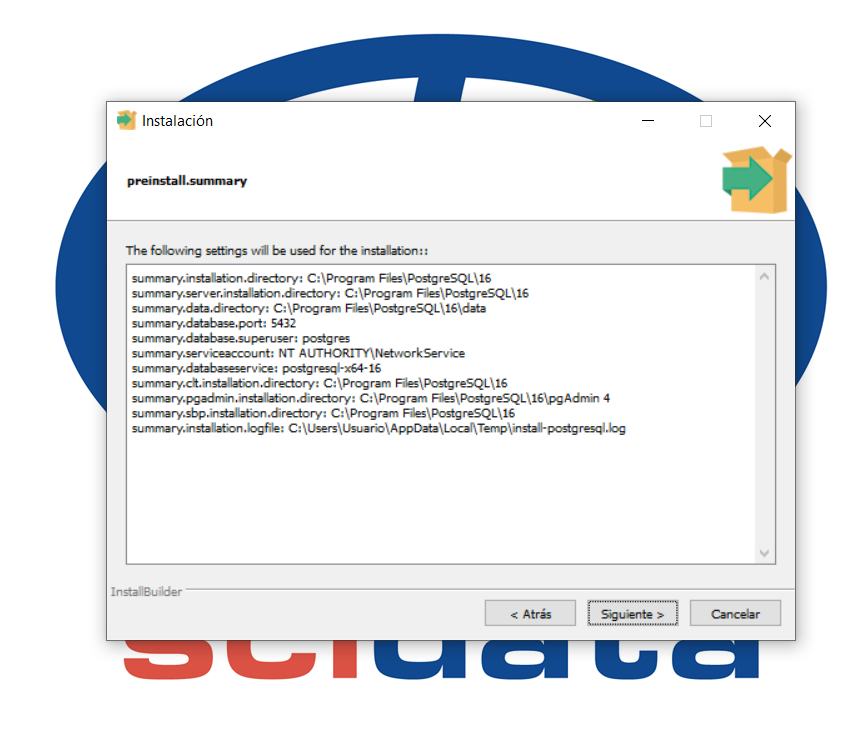 Instalación
preinstall.summary
The following settings will be used for the installation::
summary.installation.directory: C:\Program Files\PostgreSQL\16
summary.server.installation.directory: C:\Program Files\PostgreSQL\16
summary.data.directory: C:\Program Files\PostgreSQL\16\data
summary.database.port: 5432
summary.database.superuser: postgres
summary.serviceaccount: NT AUTHORITY\NetworkService
summary.databaseservice: postgresql-x64-16
summary.clt.installation.directory: C:\Program Files\PostgreSQL\16
summary.pgadmin.installation.directory: C:\Program Files\PostgreSQL\16\pgAdmin 4
summary.sbp.installation.directory: C:\Program Files\PostgreSQL\16
summary.installation.logfile: C:\Users\Usuario\AppData\Local\Temp\install-postgresql.log
InstallBuilder
< Atrás Siguiente > Cancelar
scidata